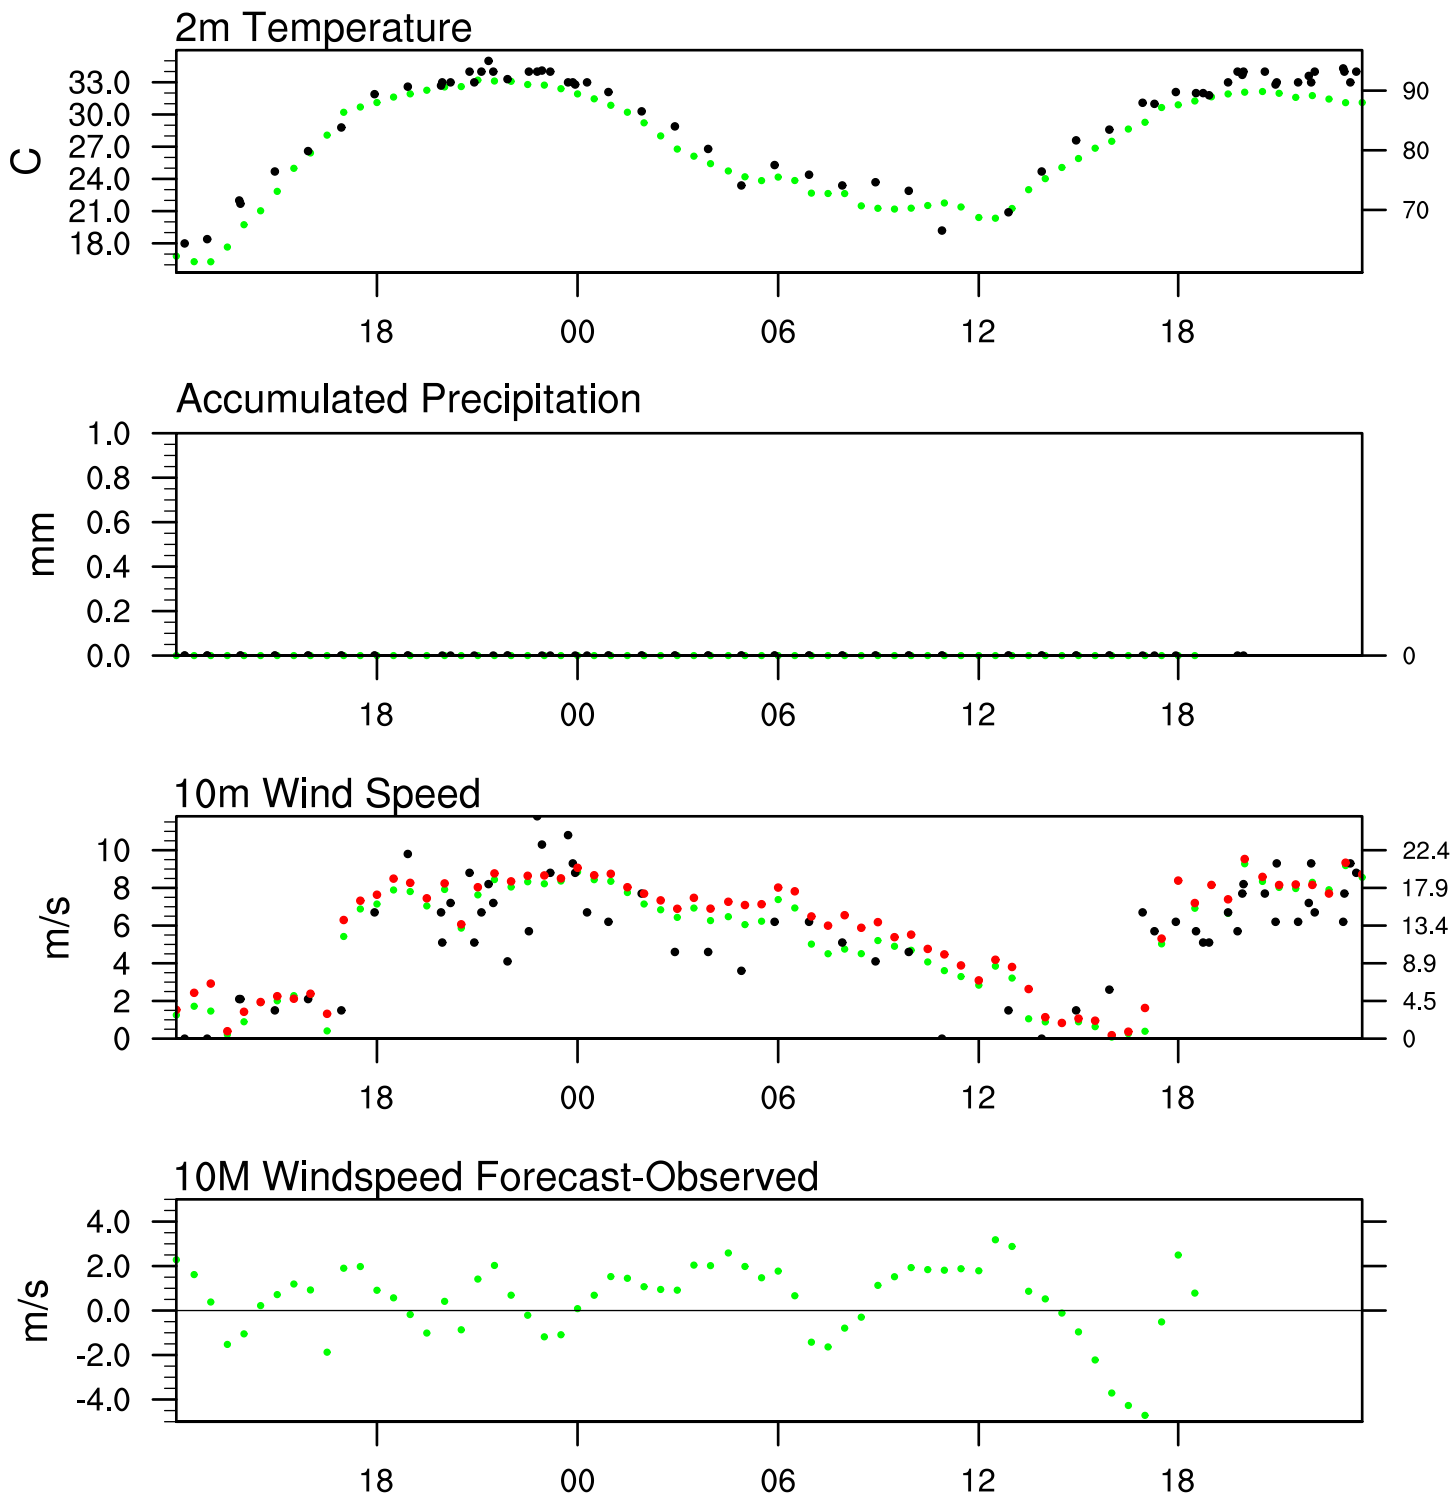 2m Temperature
C
33.0
30.0
27.0
24.0
21.0
18.0
90
80
70
18 00 06 12 18
Accumulated Precipitation
mm
1.0
0.8
0.6
0.4
0.2
0.0
0
18 00 06 12 18
10m Wind Speed
m/s
10
8
6
4
2
0
22.4
17.9
13.4
8.9
4.5
0
18 00 06 12 18
10M Windspeed Forecast-Observed
m/s
4.0
2.0
0.0
-2.0
-4.0
18 00 06 12 18